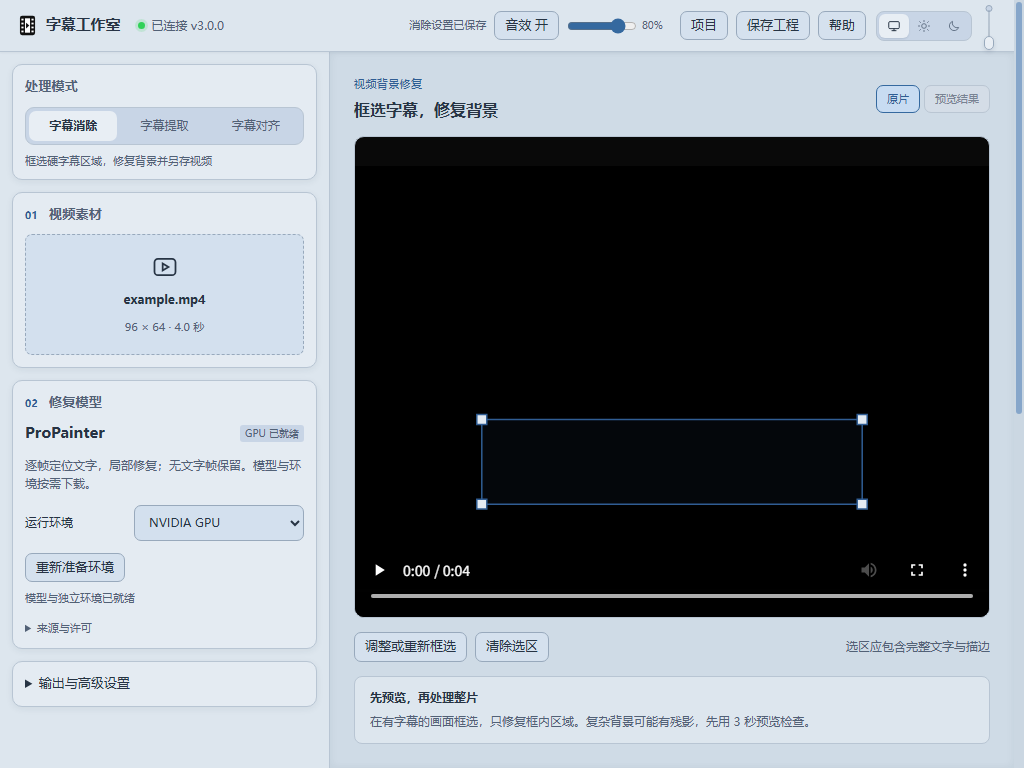 字幕工作室
已连接 v3.0.0
消除设置已保存
音效 开
80%
项目
保存工程
帮助
处理模式
字幕消除
字幕提取
字幕对齐
框选硬字幕区域，修复背景并另存视频
01 视频素材
example.mp4
96 × 64 · 4.0 秒
02 修复模型
ProPainter
GPU 已就绪
逐帧定位文字，局部修复；无文字帧保留。模型与环
境按需下载。
运行环境
NVIDIA GPU
重新准备环境
模型与独立环境已就绪
来源与许可
输出与高级设置
视频背景修复
框选字幕，修复背景
原片
预览结果
0:00 / 0:04
调整或重新框选
清除选区
选区应包含完整文字与描边
先预览，再处理整片
在有字幕的画面框选，只修复框内区域。复杂背景可能有残影，先用 3 秒预览检查。